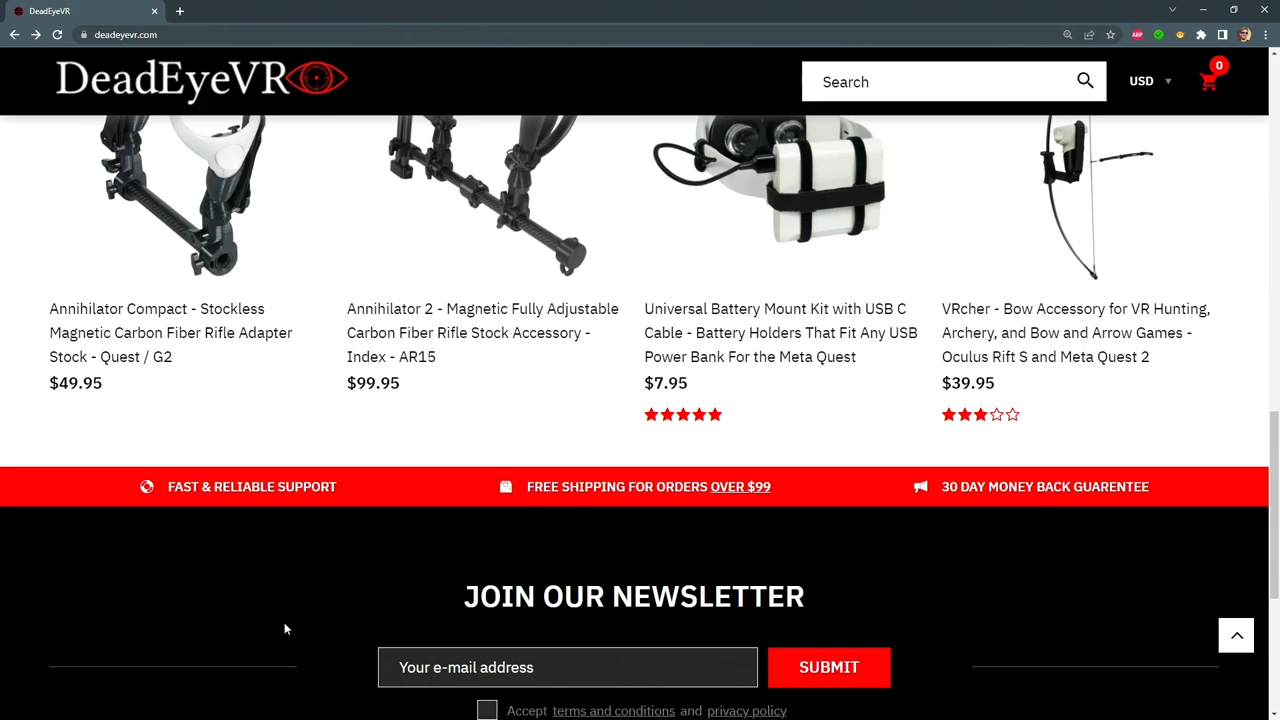 DeadEyeVR
deadeyevr.com
ABP
DeadEyeVR
Search
USD
0
Annihilator Compact - Stockless
Magnetic Carbon Fiber Rifle Adapter
Stock - Quest / G2
$49.95
Annihilator 2 - Magnetic Fully Adjustable
Carbon Fiber Rifle Stock Accessory -
Index - AR15
$99.95
Universal Battery Mount Kit with USB C
Cable - Battery Holders That Fit Any USB
Power Bank For the Meta Quest
$7.95
VRcher - Bow Accessory for VR Hunting,
Archery, and Bow and Arrow Games -
Oculus Rift S and Meta Quest 2
$39.95
FAST & RELIABLE SUPPORT
FREE SHIPPING FOR ORDERS OVER $99
30 DAY MONEY BACK GUARENTEE
JOIN OUR NEWSLETTER
Your e-mail address
SUBMIT
Accept terms and conditions and privacy policy